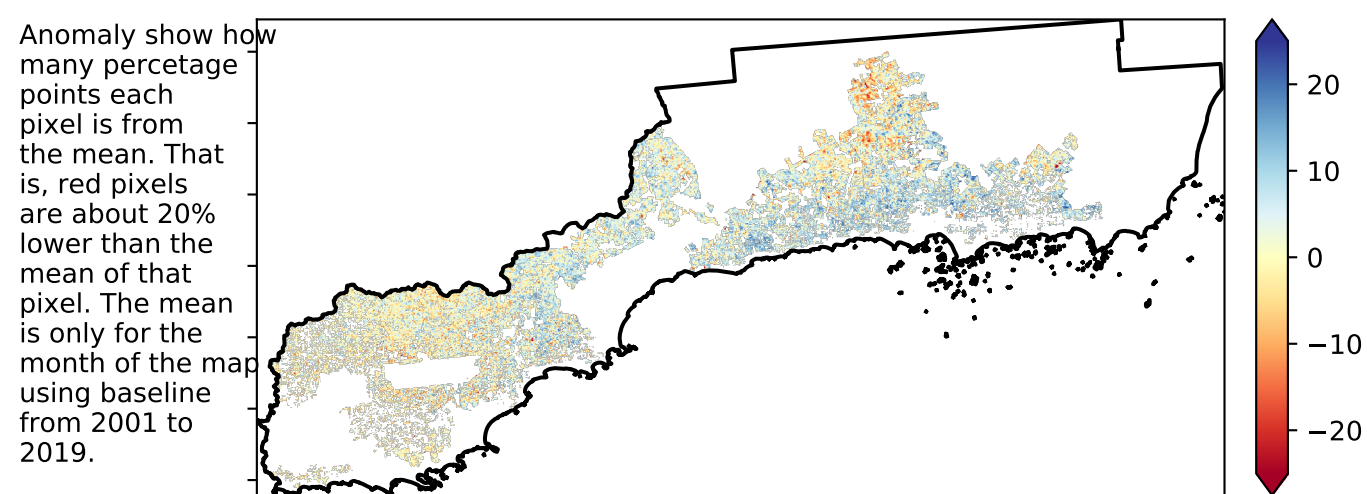 Anomaly show how
many percetage
points each
pixel is from
the mean. That
is, red pixels
are about 20%
lower than the
mean of that
pixel. The mean
is only for the
month of the map
using baseline
from 2001 to
2019.
20
10
0
−10
−20